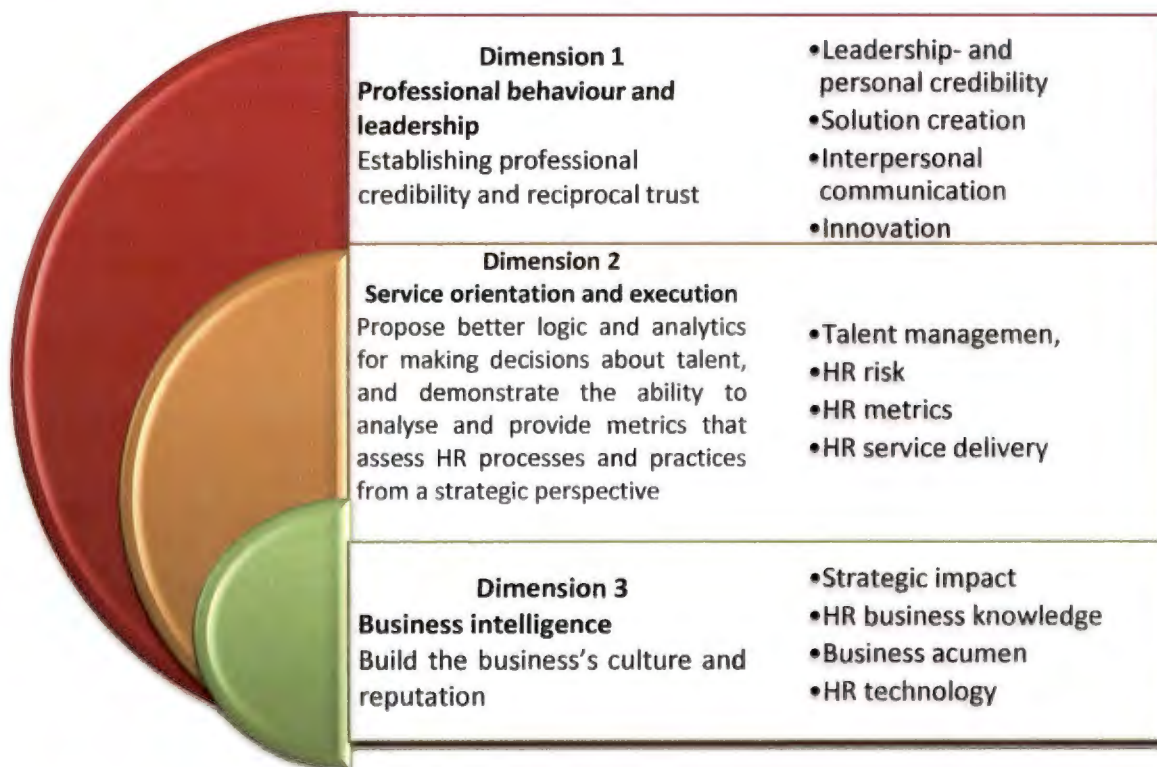 Dimension 1
Professional behaviour and
leadership
Establishing professional
credibility and reciprocal trust
•Leadership- and
personal credibility
•Solution creation
•Interpersonal
communication
•Innovation
Dimension 2
Service orientation and execution
Propose better logic and analytics
for making decisions about talent,
and demonstrate the ability to
analyse and provide metrics that
assess HR processes and practices
from a strategic perspective
•Talent managemen,
•HR risk
•HR metrics
•HR service delivery
Dimension 3
Business intelligence
Build the business's culture and
reputation
•Strategic impact
•HR business knowledge
•Business acumen
•HR technology